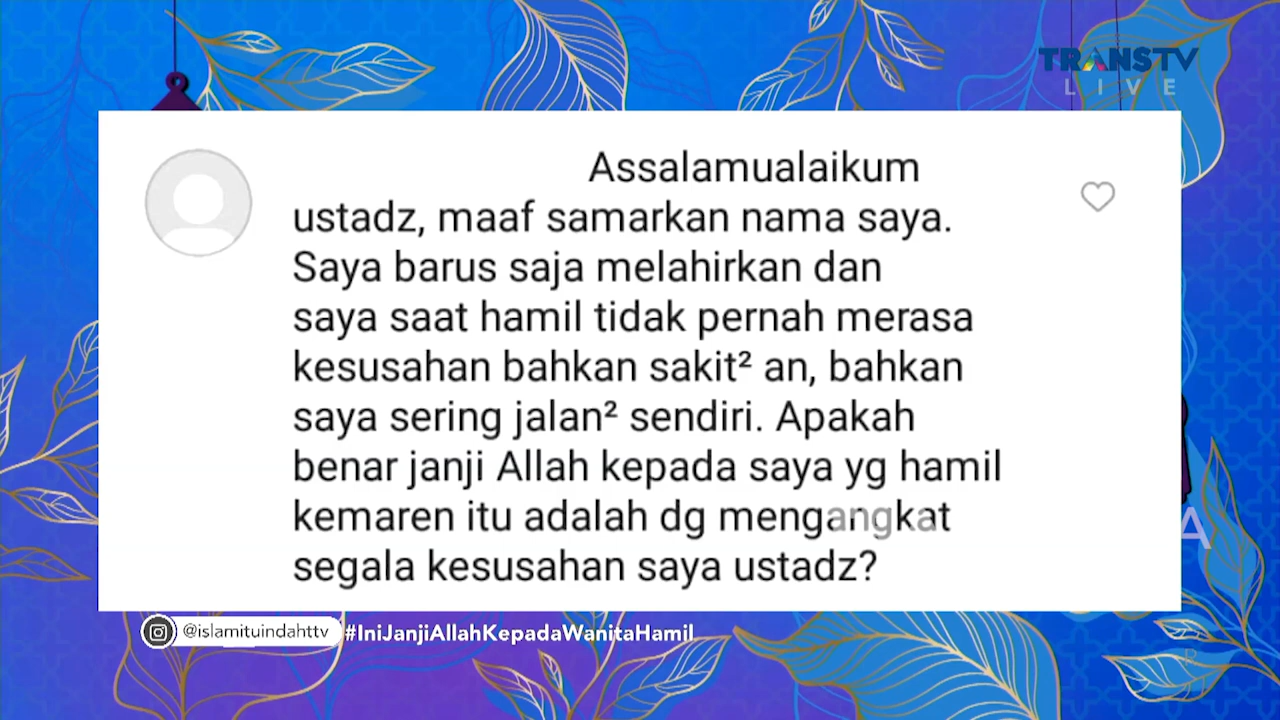 TRANSTV
LIVE
Assalamualaikum
ustadz, maaf samarkan nama saya.
Saya barus saja melahirkan dan
saya saat hamil tidak pernah merasa
kesusahan bahkan sakit² an, bahkan
saya sering jalan² sendiri. Apakah
benar janji Allah kepada saya yg hamil
kemaren itu adalah dg mengangkat
segala kesusahan saya ustadz?
@islamituindahttv #IniJanjiAllahKepadaWanitaHamil